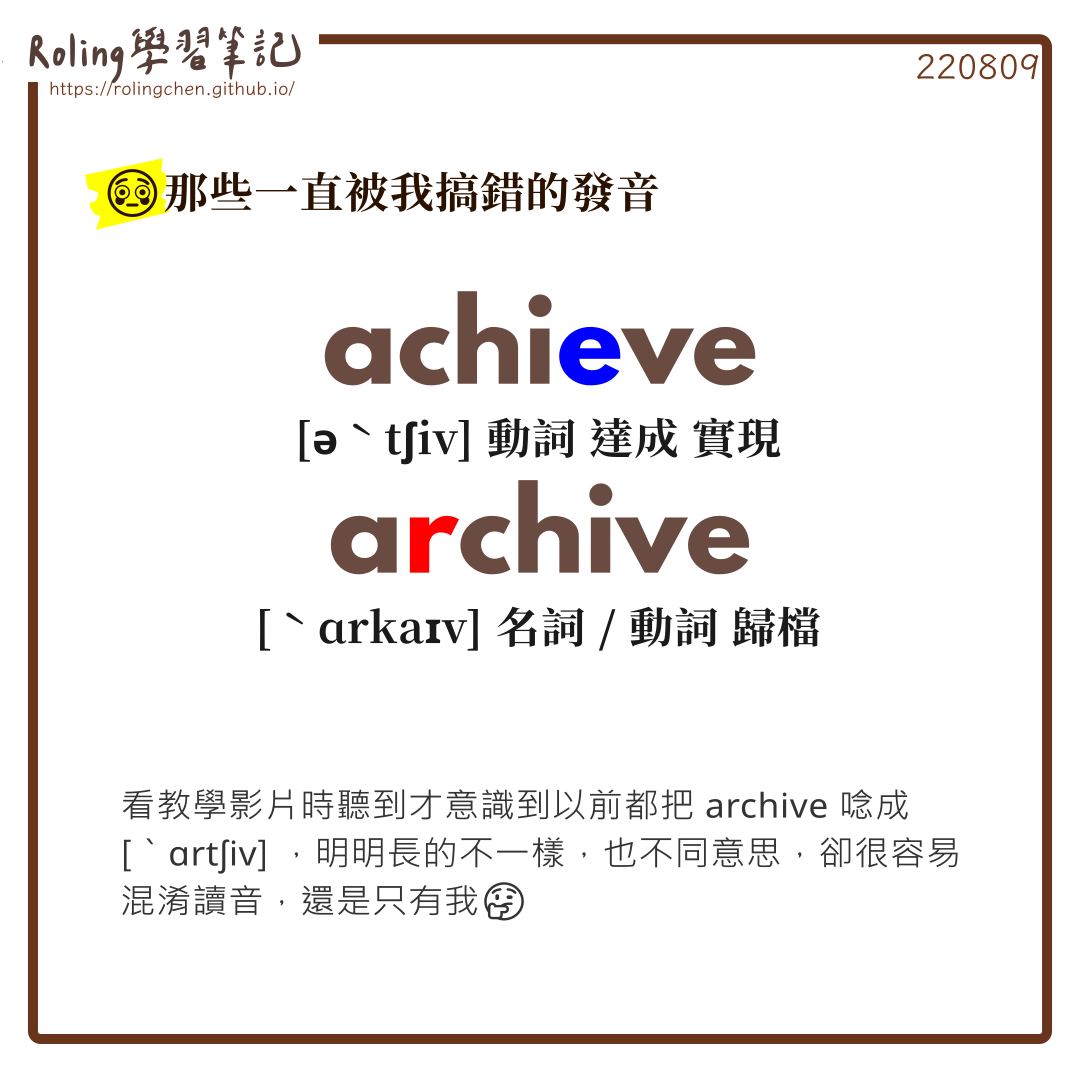 Roling學習筆記
https://rolingchen.github.io/
220809
😳那些一直被我搞錯的發音
achieve
[əˋtʃiv] 動詞 達成 實現
archive
[ˋɑrkaɪv] 名詞 / 動詞 歸檔
看教學影片時聽到才意識到以前都把 archive 唸成
[ˋɑrtʃiv] ，明明長的不一樣，也不同意思，卻很容易
混淆讀音，還是只有我🤔